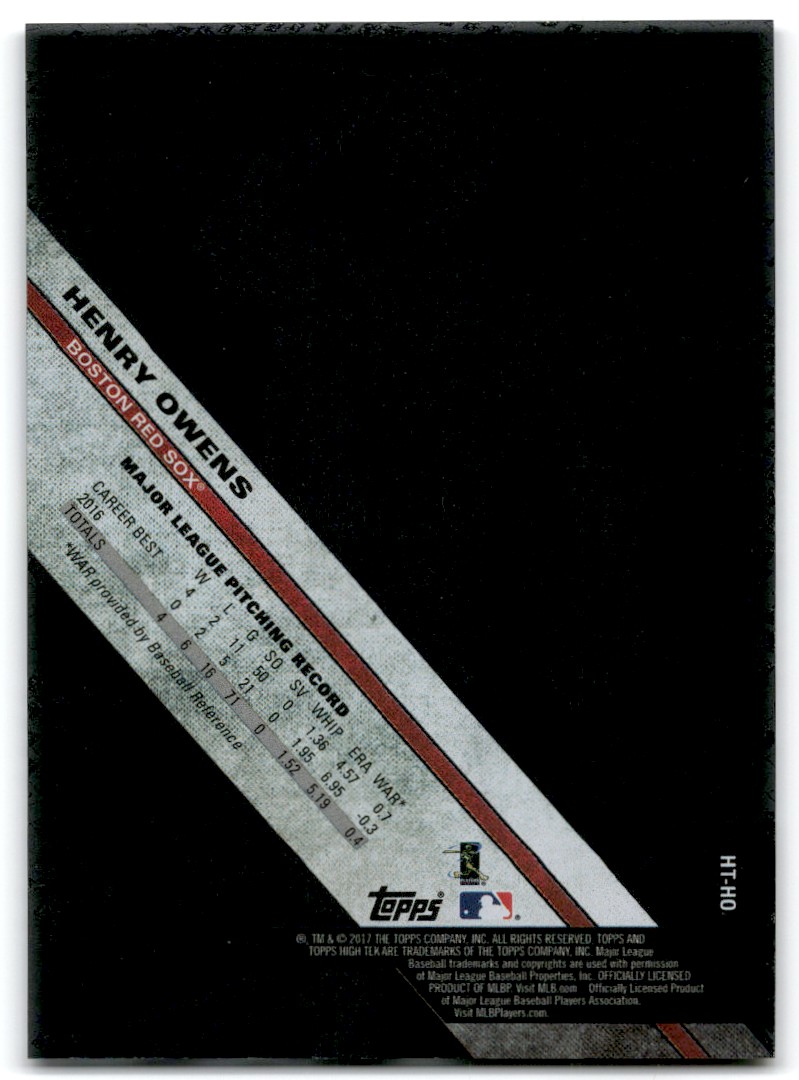 HENRY OWENS
BOSTON RED SOX®
MAJOR LEAGUE PITCHING RECORD
W L G SO SV WHIP ERA WAR*
CAREER BEST 4 2 11 50 0 1.36 4.57 0.7
2016 0 2 5 21 0 1.95 6.95 -0.3
TOTALS 4 6 16 71 0 1.52 5.19 0.4
*WAR provided by Baseball Reference
HT-HO
Topps®
®, TM & © 2017 THE TOPPS COMPANY, INC. ALL RIGHTS RESERVED. TOPPS AND
TOPPS HIGH TEK ARE TRADEMARKS OF THE TOPPS COMPANY, INC. Major League
Baseball trademarks and copyrights are used with permission
of Major League Baseball Properties, Inc. OFFICIALLY LICENSED
PRODUCT OF MLBP. Visit MLB.com Officially Licensed Product
of Major League Baseball Players Association.
Visit MLBPlayers.com.